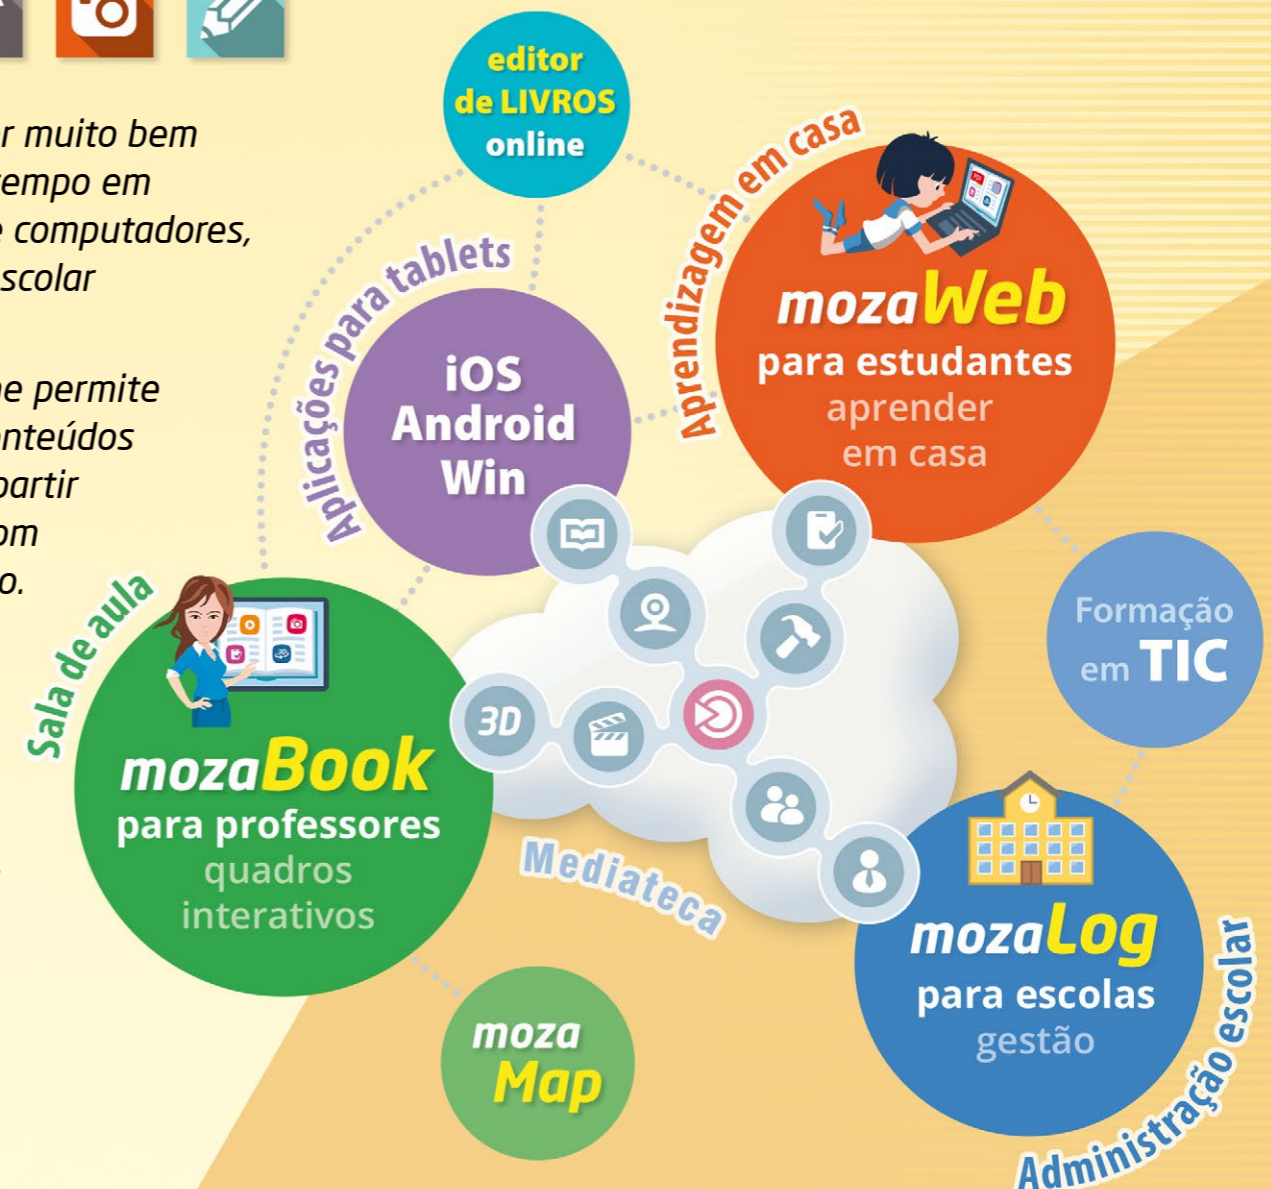 r muito bem
empo em
e computadores,
scolar
ne permite
onteúdos
partir
om
o.
editor
de LIVROS
online
Aprendizagem em casa
mozaWeb
para estudantes
aprender
em casa
Aplicações para tablets
iOS
Android
Win
Formação
em TIC
Sala de aula
mozaBook
para professores
quadros
interativos
3D
Mediateca
mozaLog
para escolas
gestão
Administração escolar
moza
Map